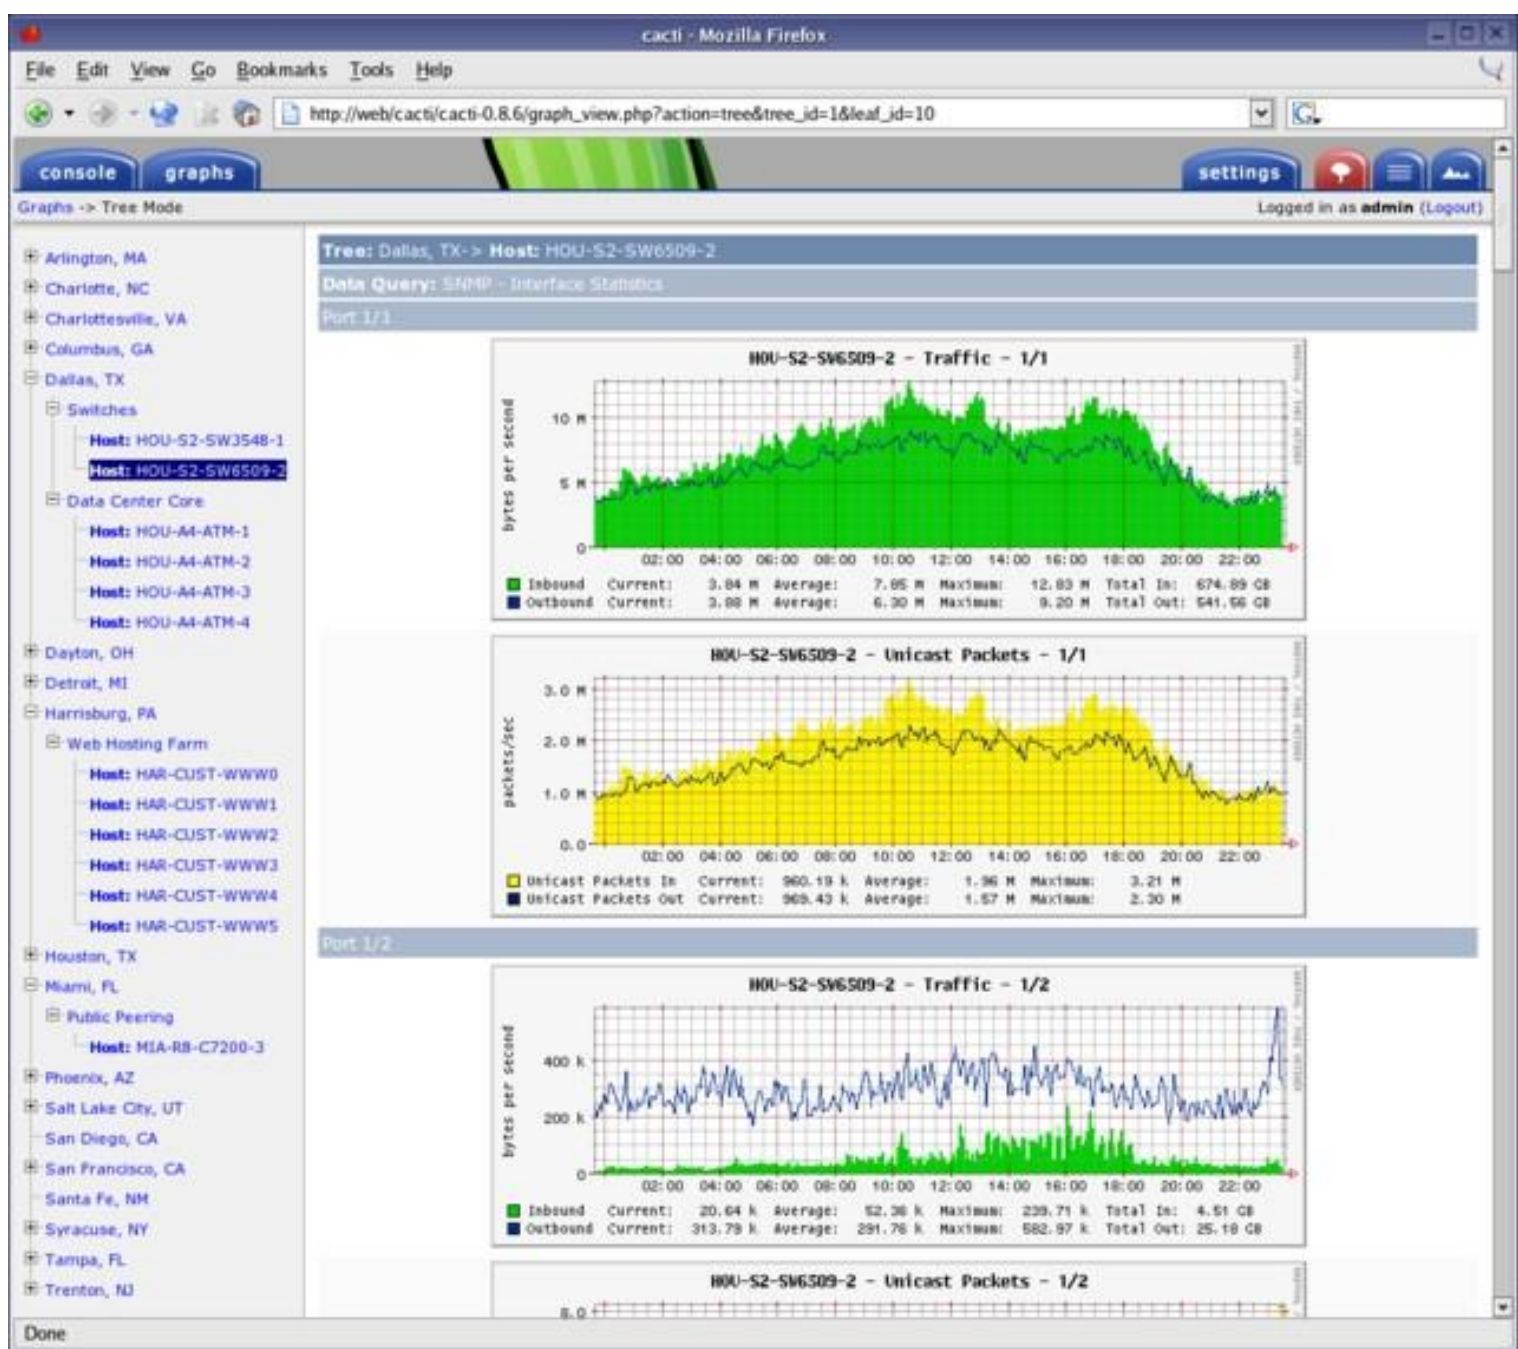 cacti - Mozilla Firefox
File Edit View Go Bookmarks Tools Help
http://web/cacti/cacti-0.8.6/graph_view.php?action=tree&tree_id=1&leaf_id=10
console graphs settings
Graphs -> Tree Mode
Logged in as admin (Logout)
Arlington, MA
Charlotte, NC
Charlottesville, VA
Columbus, GA
Dallas, TX
Switches
Host: HOU-S2-SW3548-1
Host: HOU-S2-SW6509-2
Data Center Core
Host: HOU-A4-ATM-1
Host: HOU-A4-ATM-2
Host: HOU-A4-ATM-3
Host: HOU-A4-ATM-4
Dayton, OH
Detroit, MI
Harrisburg, PA
Web Hosting Farm
Host: HAR-CUST-WWW0
Host: HAR-CUST-WWW1
Host: HAR-CUST-WWW2
Host: HAR-CUST-WWW3
Host: HAR-CUST-WWW4
Host: HAR-CUST-WWW5
Houston, TX
Miami, FL
Public Peering
Host: MIA-R8-C7200-3
Phoenix, AZ
Salt Lake City, UT
San Diego, CA
San Francisco, CA
Santa Fe, NM
Syracuse, NY
Tampa, FL
Trenton, NJ
Tree: Dallas, TX-> Host: HOU-S2-SW6509-2
Data Query: SNMP - Interface Statistics
Port 1/1
HOU-S2-SW6509-2 - Traffic - 1/1
bytes per second
10 M
5 M
0
02:00 04:00 06:00 08:00 10:00 12:00 14:00 16:00 18:00 20:00 22:00
Inbound Current: 3.84 M Average: 7.85 M Maximum: 12.83 M Total In: 674.89 GB
Outbound Current: 3.88 M Average: 6.30 M Maximum: 9.20 M Total Out: 541.56 GB
HOU-S2-SW6509-2 - Unicast Packets - 1/1
packets/sec
3.0 M
2.0 M
1.0 M
0.0
02:00 04:00 06:00 08:00 10:00 12:00 14:00 16:00 18:00 20:00 22:00
Unicast Packets In Current: 960.19 k Average: 1.96 M Maximum: 3.21 M
Unicast Packets Out Current: 969.43 k Average: 1.57 M Maximum: 2.30 M
Port 1/2
HOU-S2-SW6509-2 - Traffic - 1/2
bytes per second
400 k
200 k
0
02:00 04:00 06:00 08:00 10:00 12:00 14:00 16:00 18:00 20:00 22:00
Inbound Current: 20.64 k Average: 52.36 k Maximum: 239.71 k Total In: 4.51 GB
Outbound Current: 313.79 k Average: 291.76 k Maximum: 582.97 k Total Out: 25.18 GB
HOU-S2-SW6509-2 - Unicast Packets - 1/2
8.0
Done